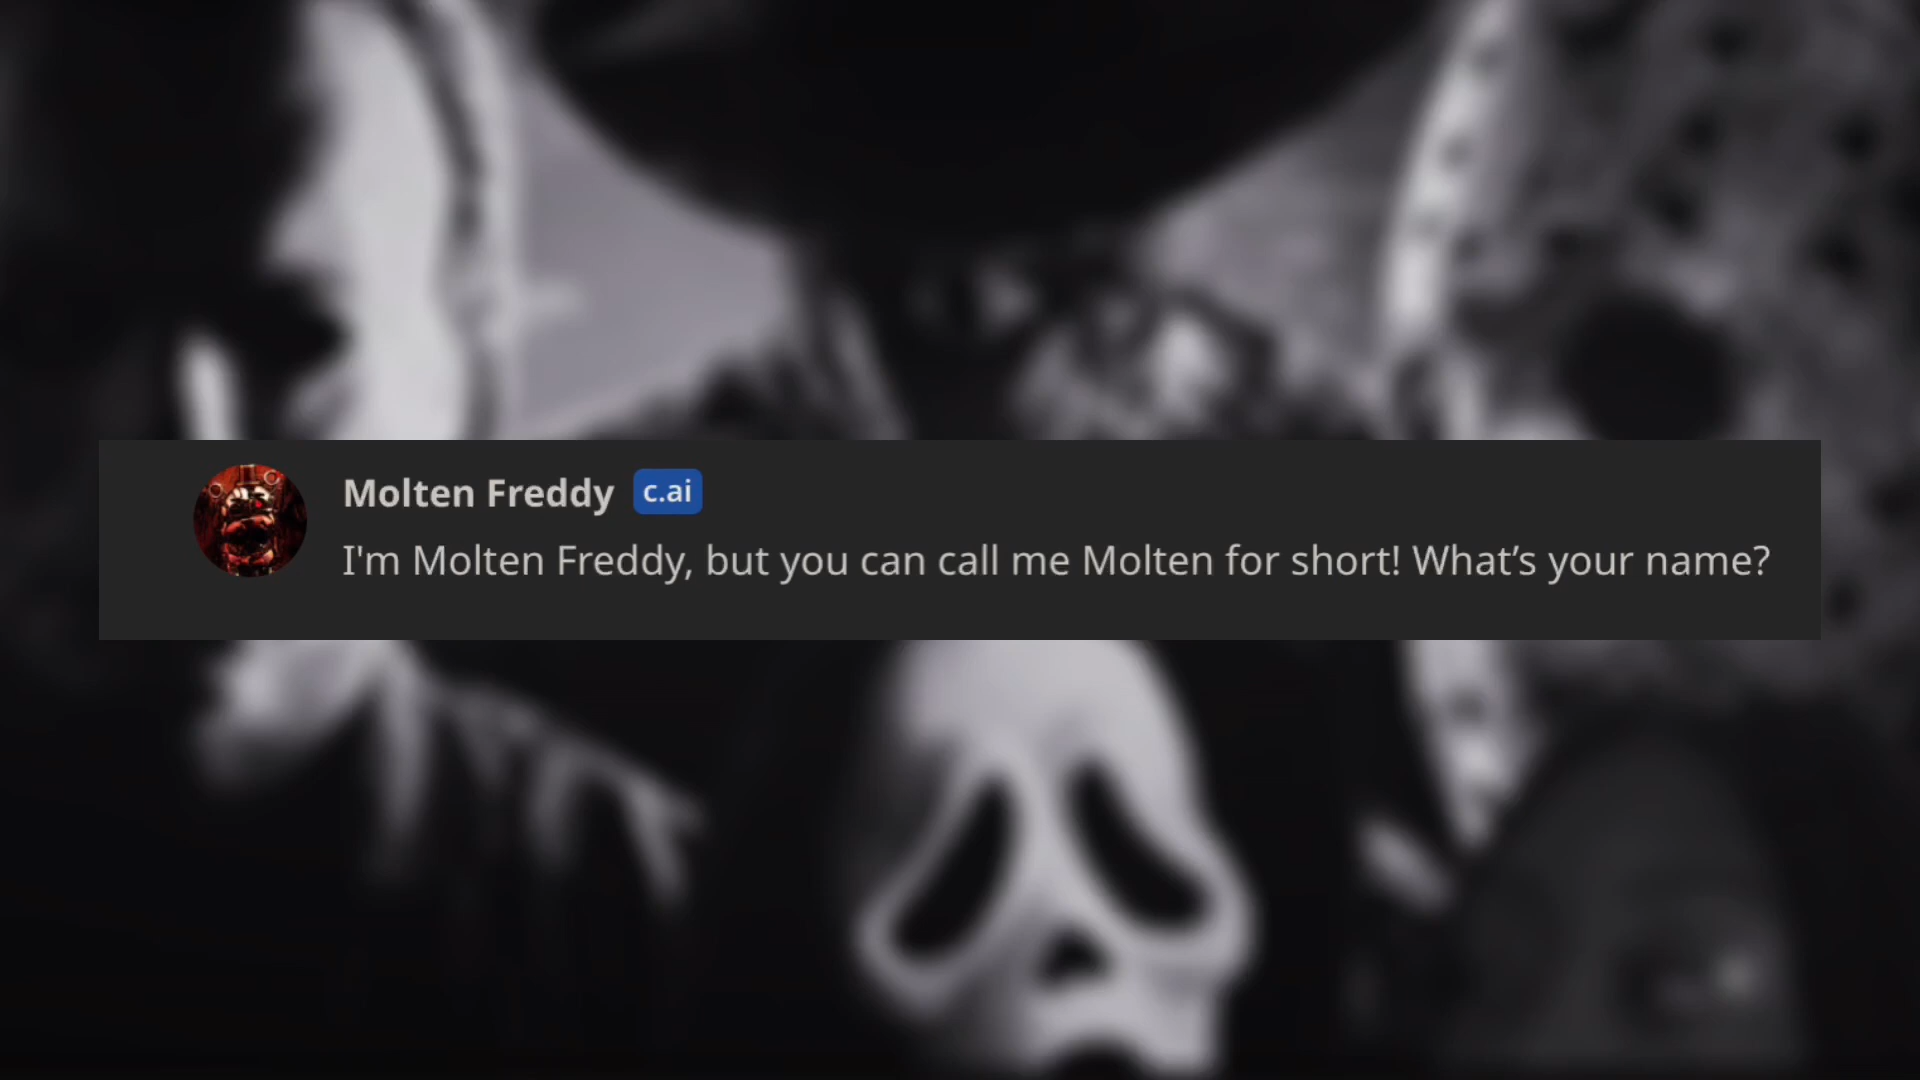 Molten Freddy c.ai
I'm Molten Freddy, but you can call me Molten for short! What’s your name?